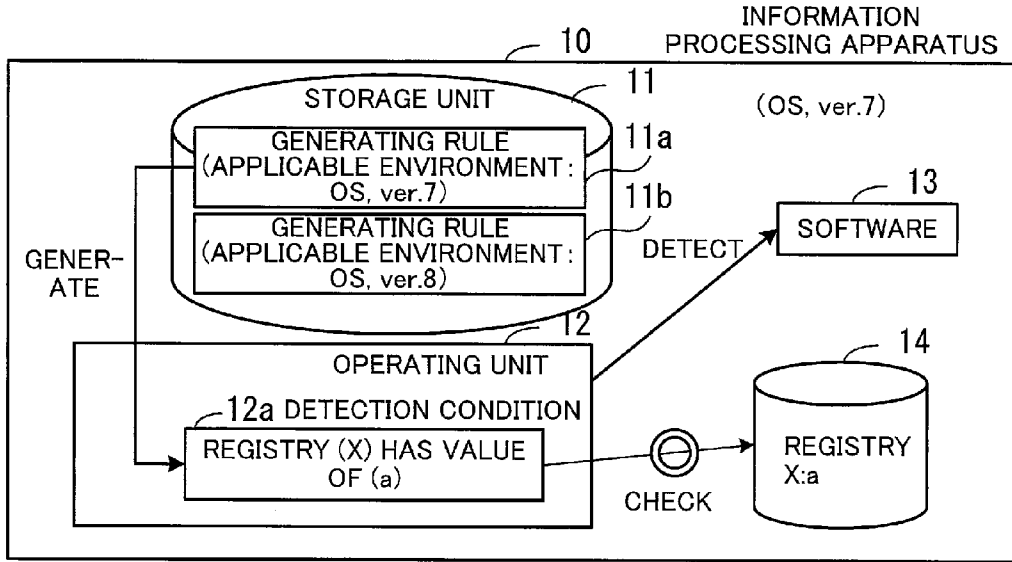 INFORMATION
PROCESSING APPARATUS
10
STORAGE UNIT
11
(OS, ver.7)
GENERATING RULE
(APPLICABLE ENVIRONMENT :
OS, ver.7)
11a
GENERATING RULE
(APPLICABLE ENVIRONMENT :
OS, ver.8)
11b
13
SOFTWARE
DETECT
GENER-
ATE
12
OPERATING UNIT
12a DETECTION CONDITION
REGISTRY (X) HAS VALUE
OF (a)
CHECK
14
REGISTRY
X:a